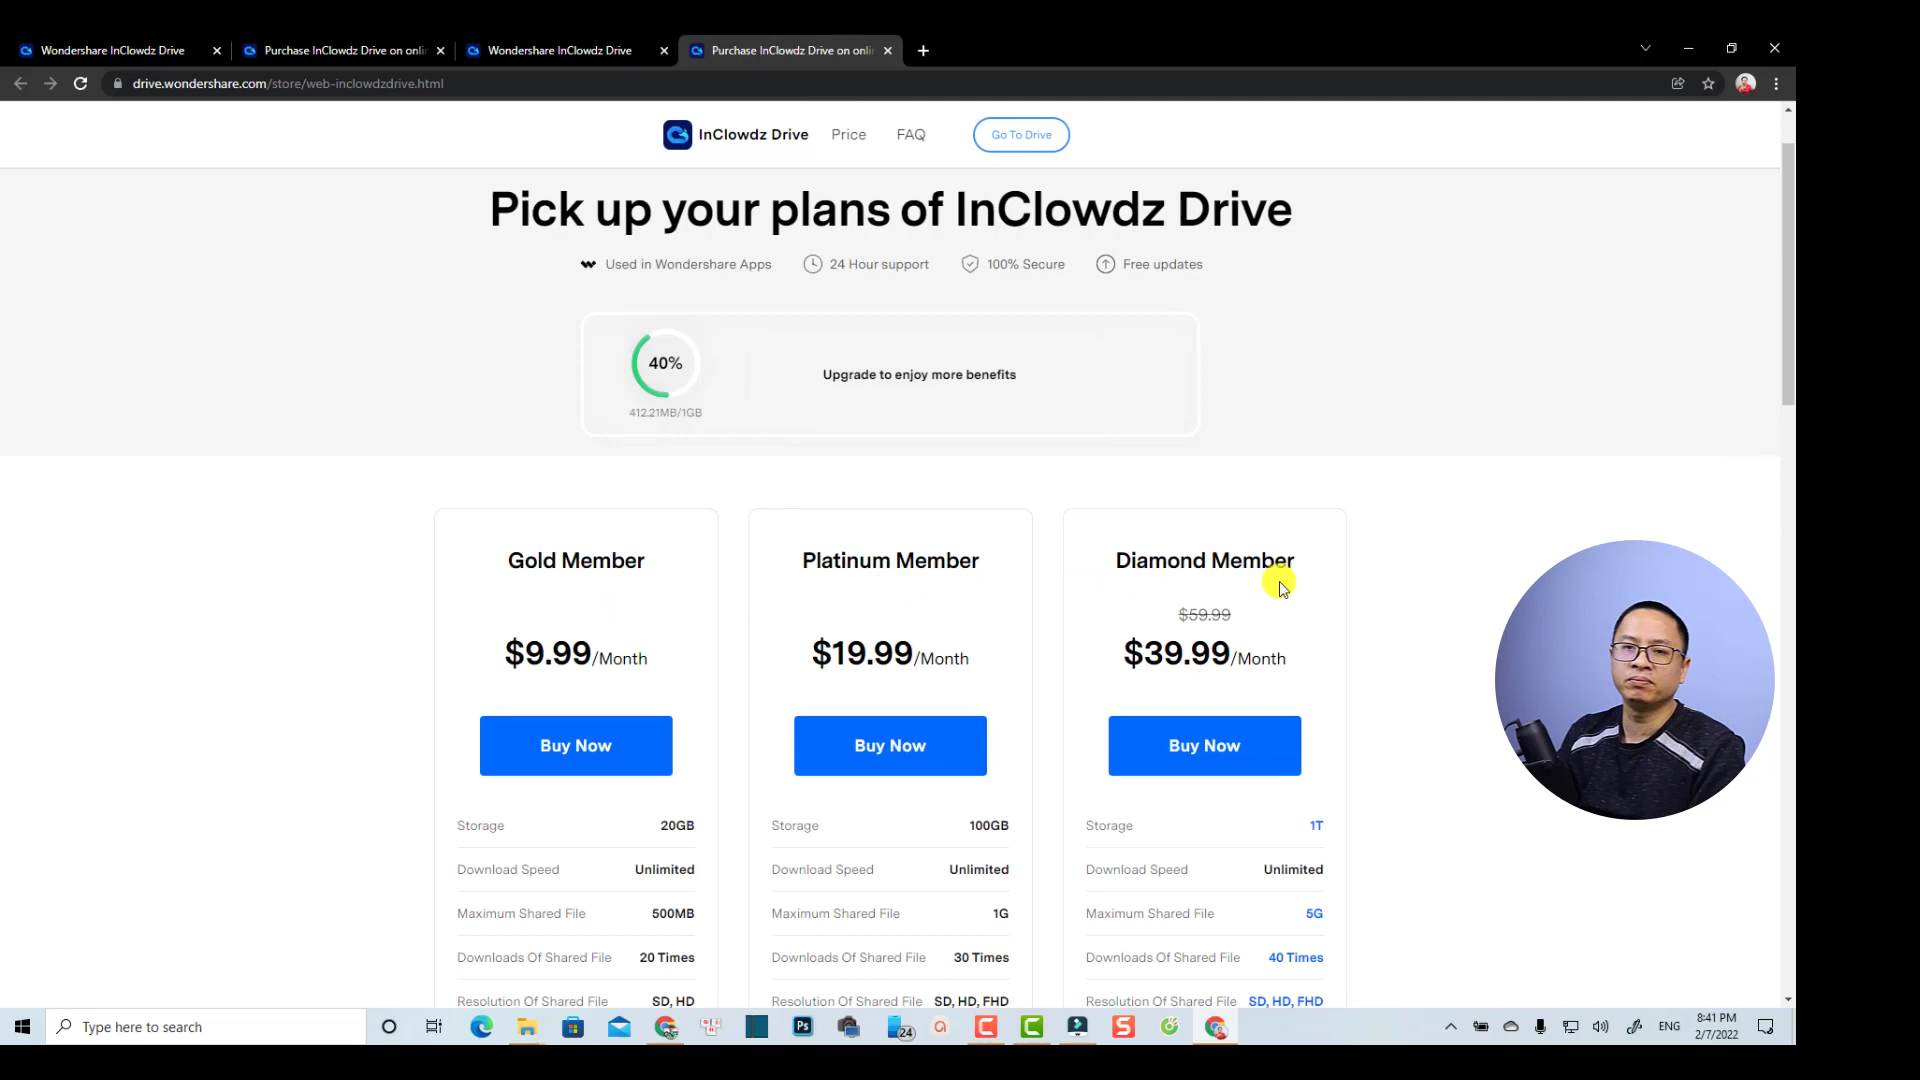 Wondershare InClowdz Drive
Purchase InClowdz Drive on onli
Wondershare InClowdz Drive
Purchase InClowdz Drive on onli
drive.wondershare.com/store/web-inclowdzdrive.html
InClowdz Drive
Price
FAQ
Go To Drive
Pick up your plans of InClowdz Drive
Used in Wondershare Apps
24 Hour support
100% Secure
Free updates
40%
412.21MB/1GB
Upgrade to enjoy more benefits
Gold Member
$9.99/Month
Buy Now
Storage 20GB
Download Speed Unlimited
Maximum Shared File 500MB
Downloads Of Shared File 20 Times
Resolution Of Shared File SD, HD
Platinum Member
$19.99/Month
Buy Now
Storage 100GB
Download Speed Unlimited
Maximum Shared File 1G
Downloads Of Shared File 30 Times
Resolution Of Shared File SD, HD, FHD
Diamond Member
$59.99
$39.99/Month
Buy Now
Storage 1T
Download Speed Unlimited
Maximum Shared File 5G
Downloads Of Shared File 40 Times
Resolution Of Shared File SD, HD, FHD
Type here to search
Ps
24
ENG
8:41 PM
2/7/2022